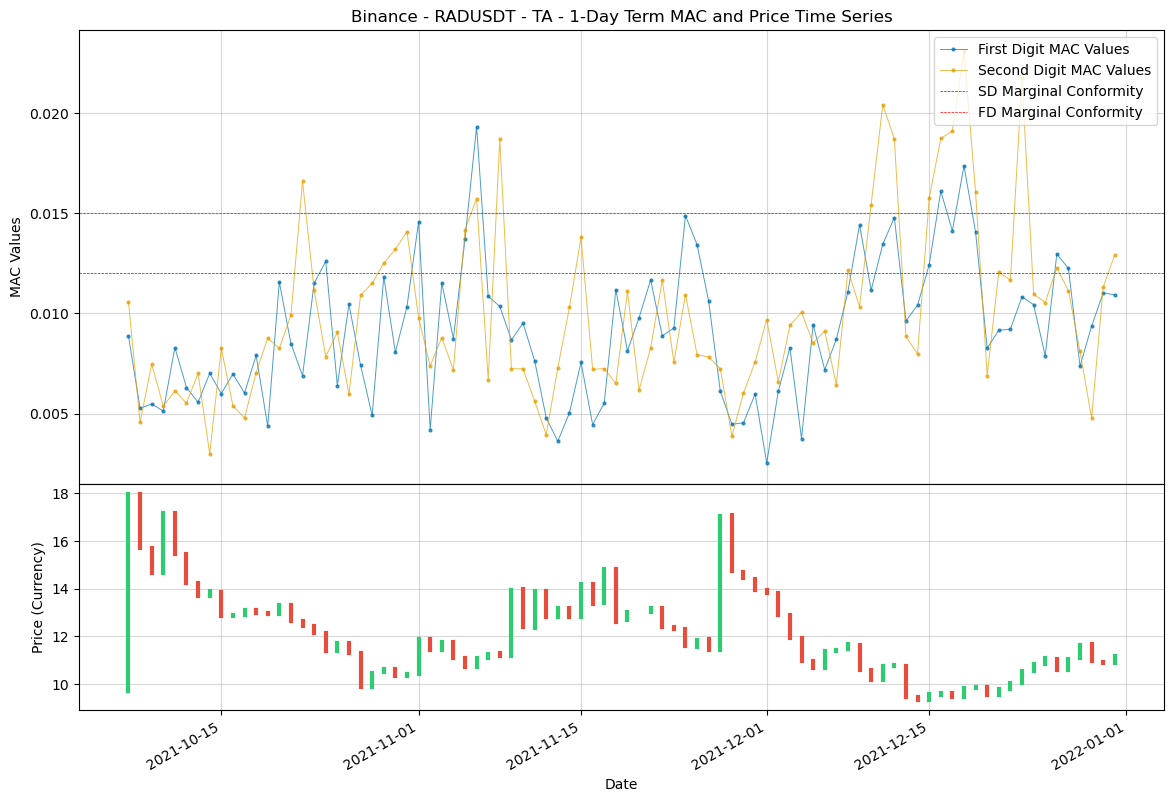 Binance - RADUSDT - TA - 1-Day Term MAC and Price Time Series
First Digit MAC Values
Second Digit MAC Values
SD Marginal Conformity
FD Marginal Conformity
MAC Values
0.020
0.015
0.010
0.005
Price (Currency)
18
16
14
12
10
2021-10-15
2021-11-01
2021-11-15
2021-12-01
2021-12-15
2022-01-01
Date